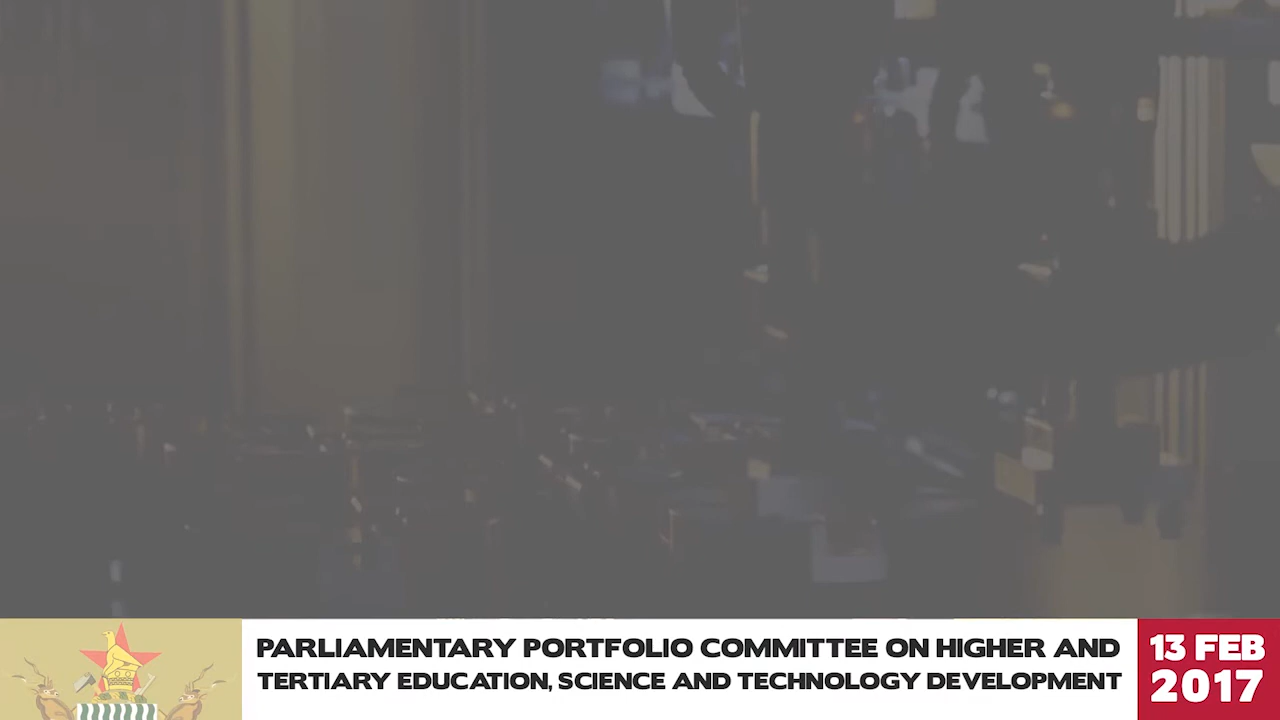 PARLIAMENTARY PORTFOLIO COMMITTEE ON HIGHER AND
TERTIARY EDUCATION, SCIENCE AND TECHNOLOGY DEVELOPMENT
13 FEB
2017